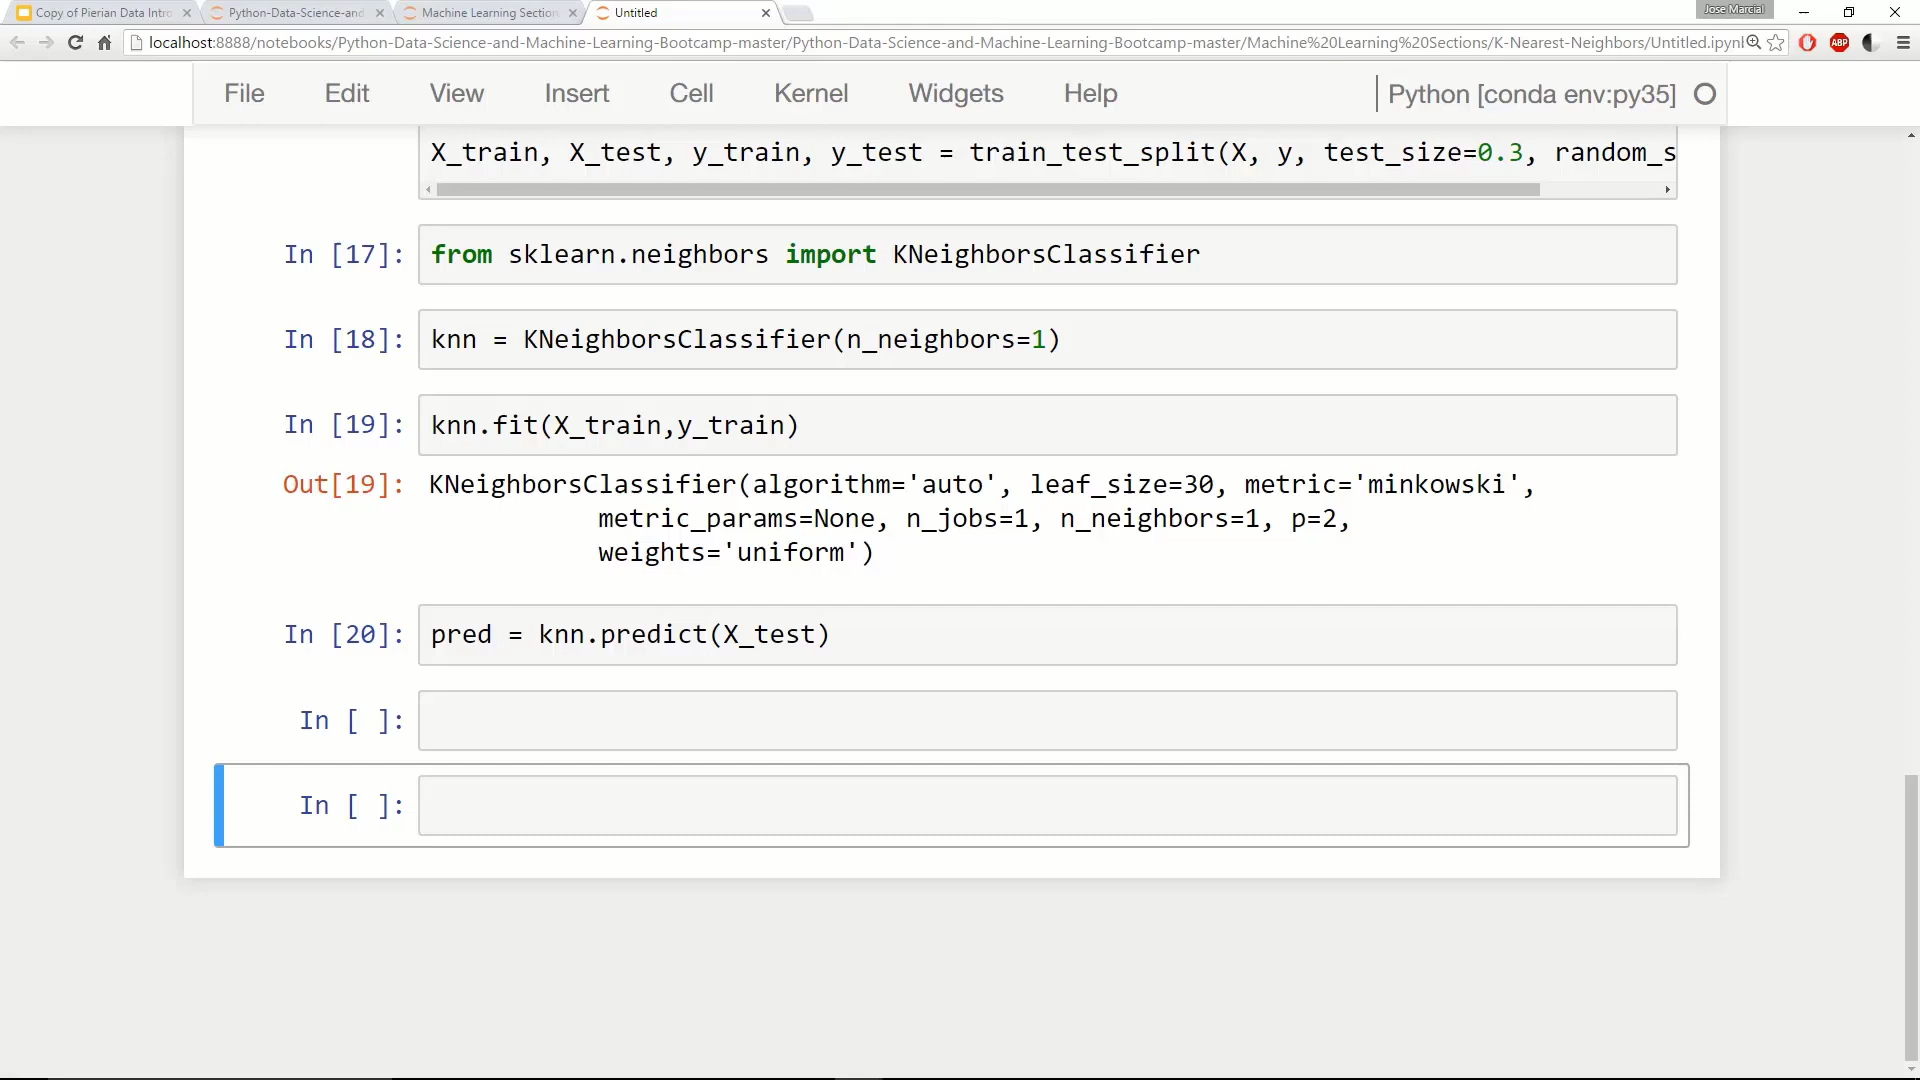 Copy of Pierian Data Intro
Python-Data-Science-and-
Machine Learning Section
Untitled
Jose Marcial
localhost:8888/notebooks/Python-Data-Science-and-Machine-Learning-Bootcamp-master/Python-Data-Science-and-Machine-Learning-Bootcamp-master/Machine%20Learning%20Sections/K-Nearest-Neighbors/Untitled.ipynl
ABP
File Edit View Insert Cell Kernel Widgets Help Python [conda env:py35]
X_train, X_test, y_train, y_test = train_test_split(X, y, test_size=0.3, random_s
In [17]: from sklearn.neighbors import KNeighborsClassifier
In [18]: knn = KNeighborsClassifier(n_neighbors=1)
In [19]: knn.fit(X_train,y_train)
Out[19]: KNeighborsClassifier(algorithm='auto', leaf_size=30, metric='minkowski',
metric_params=None, n_jobs=1, n_neighbors=1, p=2,
weights='uniform')
In [20]: pred = knn.predict(X_test)
In [ ]:
In [ ]: